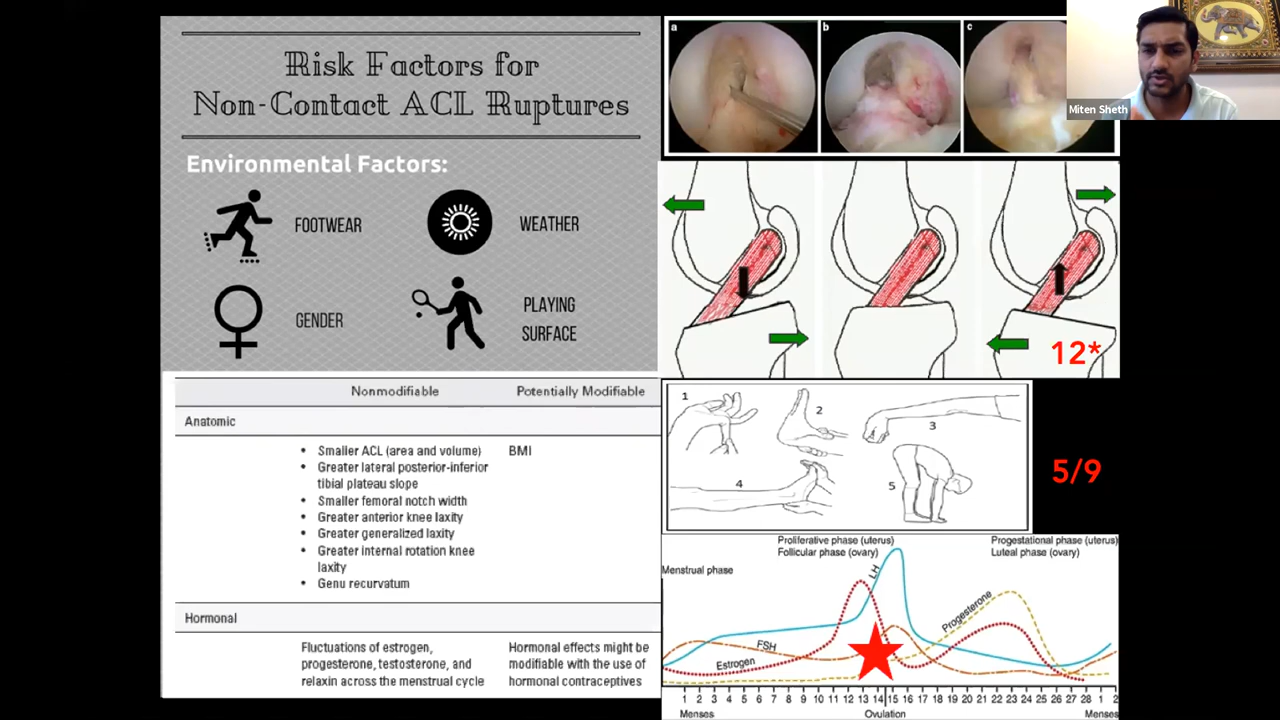 Risk Factors for
Non-Contact ACL Ruptures
Environmental Factors:
FOOTWEAR
WEATHER
GENDER
PLAYING
SURFACE
Nonmodifiable Potentially Modifiable
Anatomic
• Smaller ACL (area and volume) BMI
• Greater lateral posterior-inferior
tibial plateau slope
• Smaller femoral notch width
• Greater anterior knee laxity
• Greater generalized laxity
• Greater internal rotation knee
laxity
• Genu recurvatum
Hormonal
Fluctuations of estrogen, Hormonal effects might be
progesterone, testosterone, and modifiable with the use of
relaxin across the menstrual cycle hormonal contraceptives
a b c
Miten Sheth
12*
1 2 3
4 5
5/9
Proliferative phase (uterus) Progestational phase (uterus)
Follicular phase (ovary) Luteal phase (ovary)
Menstrual phase
LH
Progesterone
FSH
Estrogen
1 2 3 4 5 6 7 8 9 10 11 12 13 14 15 16 17 18 19 20 21 22 23 24 25 26 27 28 1 2
Menses Ovulation Menses